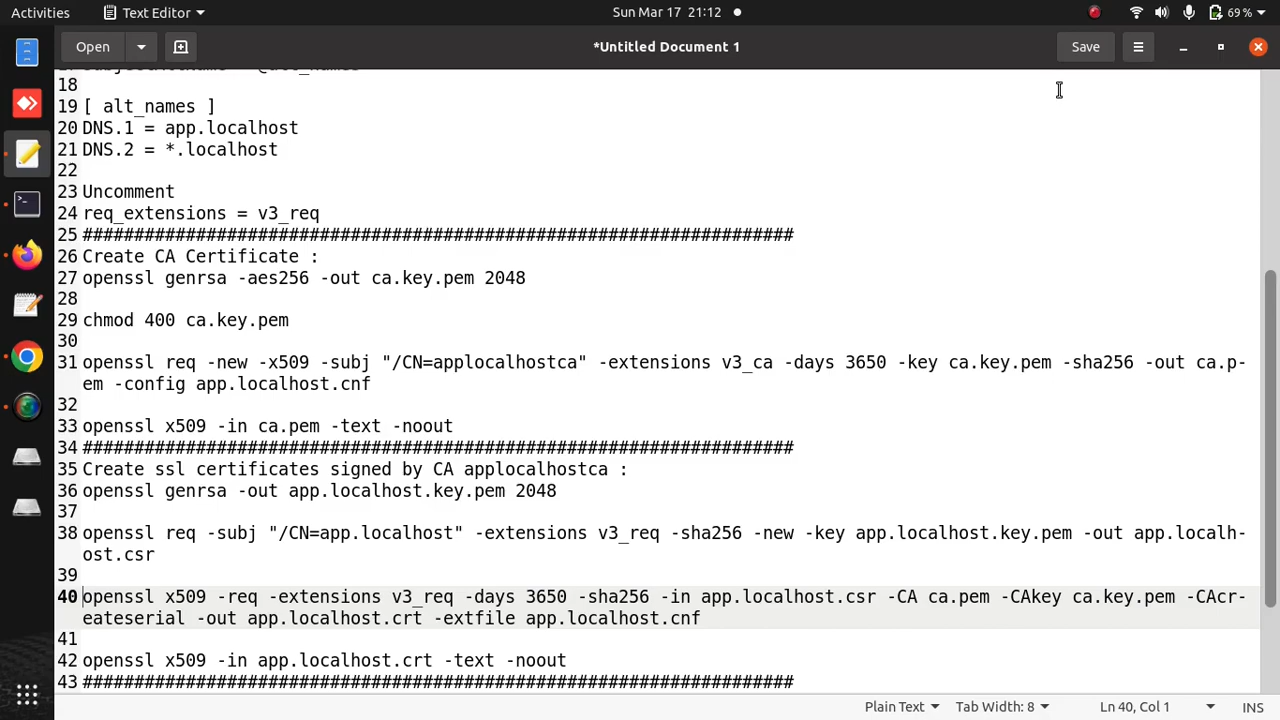 Activities Text Editor Sun Mar 17 21:12 69 %
Open *Untitled Document 1 Save
18
19 [ alt_names ]
20 DNS.1 = app.localhost
21 DNS.2 = *.localhost
22
23 Uncomment
24 req_extensions = v3_req
25 #####################################################################
26 Create CA Certificate :
27 openssl genrsa -aes256 -out ca.key.pem 2048
28
29 chmod 400 ca.key.pem
30
31 openssl req -new -x509 -subj "/CN=applocalhostca" -extensions v3_ca -days 3650 -key ca.key.pem -sha256 -out ca.p-
em -config app.localhost.cnf
32
33 openssl x509 -in ca.pem -text -noout
34 #####################################################################
35 Create ssl certificates signed by CA applocalhostca :
36 openssl genrsa -out app.localhost.key.pem 2048
37
38 openssl req -subj "/CN=app.localhost" -extensions v3_req -sha256 -new -key app.localhost.key.pem -out app.localh-
ost.csr
39
40 openssl x509 -req -extensions v3_req -days 3650 -sha256 -in app.localhost.csr -CA ca.pem -CAkey ca.key.pem -CAcr-
eateserial -out app.localhost.crt -extfile app.localhost.cnf
41
42 openssl x509 -in app.localhost.crt -text -noout
43 #####################################################################
Plain Text Tab Width: 8 Ln 40, Col 1 INS